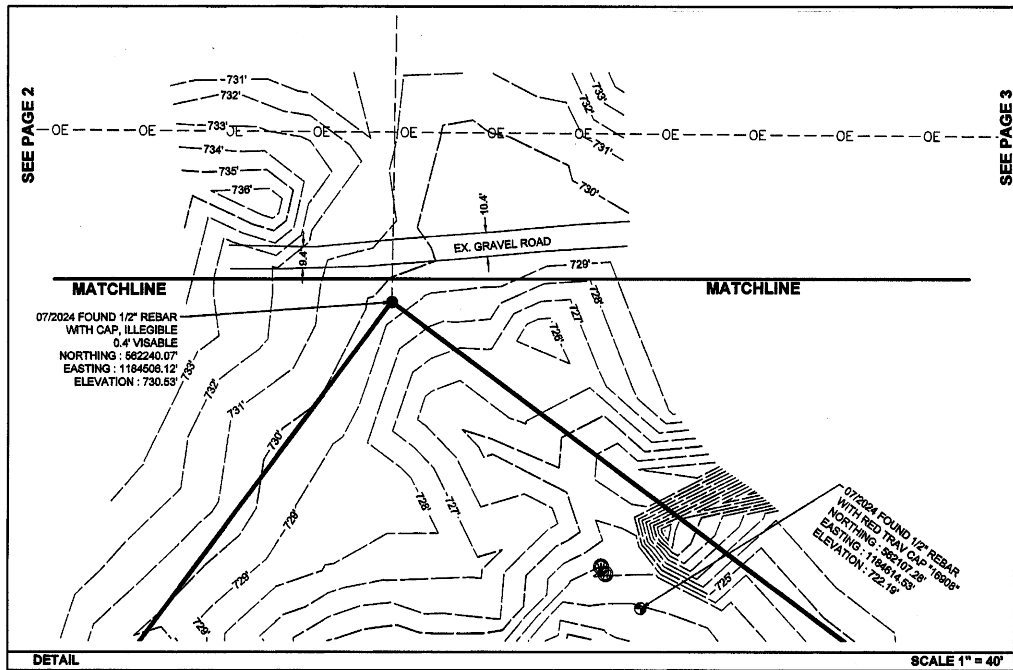 SEE PAGE 2
SEE PAGE 3
731'
732'
733'
734'
735'
736'
733'
732'
731'
730'
OE OE OE OE OE OE OE OE OE OE OE
10.4'
9.4'
EX. GRAVEL ROAD
729'
MATCHLINE
MATCHLINE
728'
727'
726'
07/2024 FOUND 1/2" REBAR
WITH CAP, ILLEGIBLE
0.4' VISABLE
NORTHING : 562240.07'
EASTING : 1184506.12'
ELEVATION : 730.53'
733'
732'
731'
730'
729'
729'
729'
728'
727'
725'
07/2024 FOUND 1/2" REBAR
WITH RED TRAV CAP "16908"
NORTHING : 562107.28'
EASTING : 1184614.53'
ELEVATION : 722.19'
DETAIL
SCALE 1" = 40'